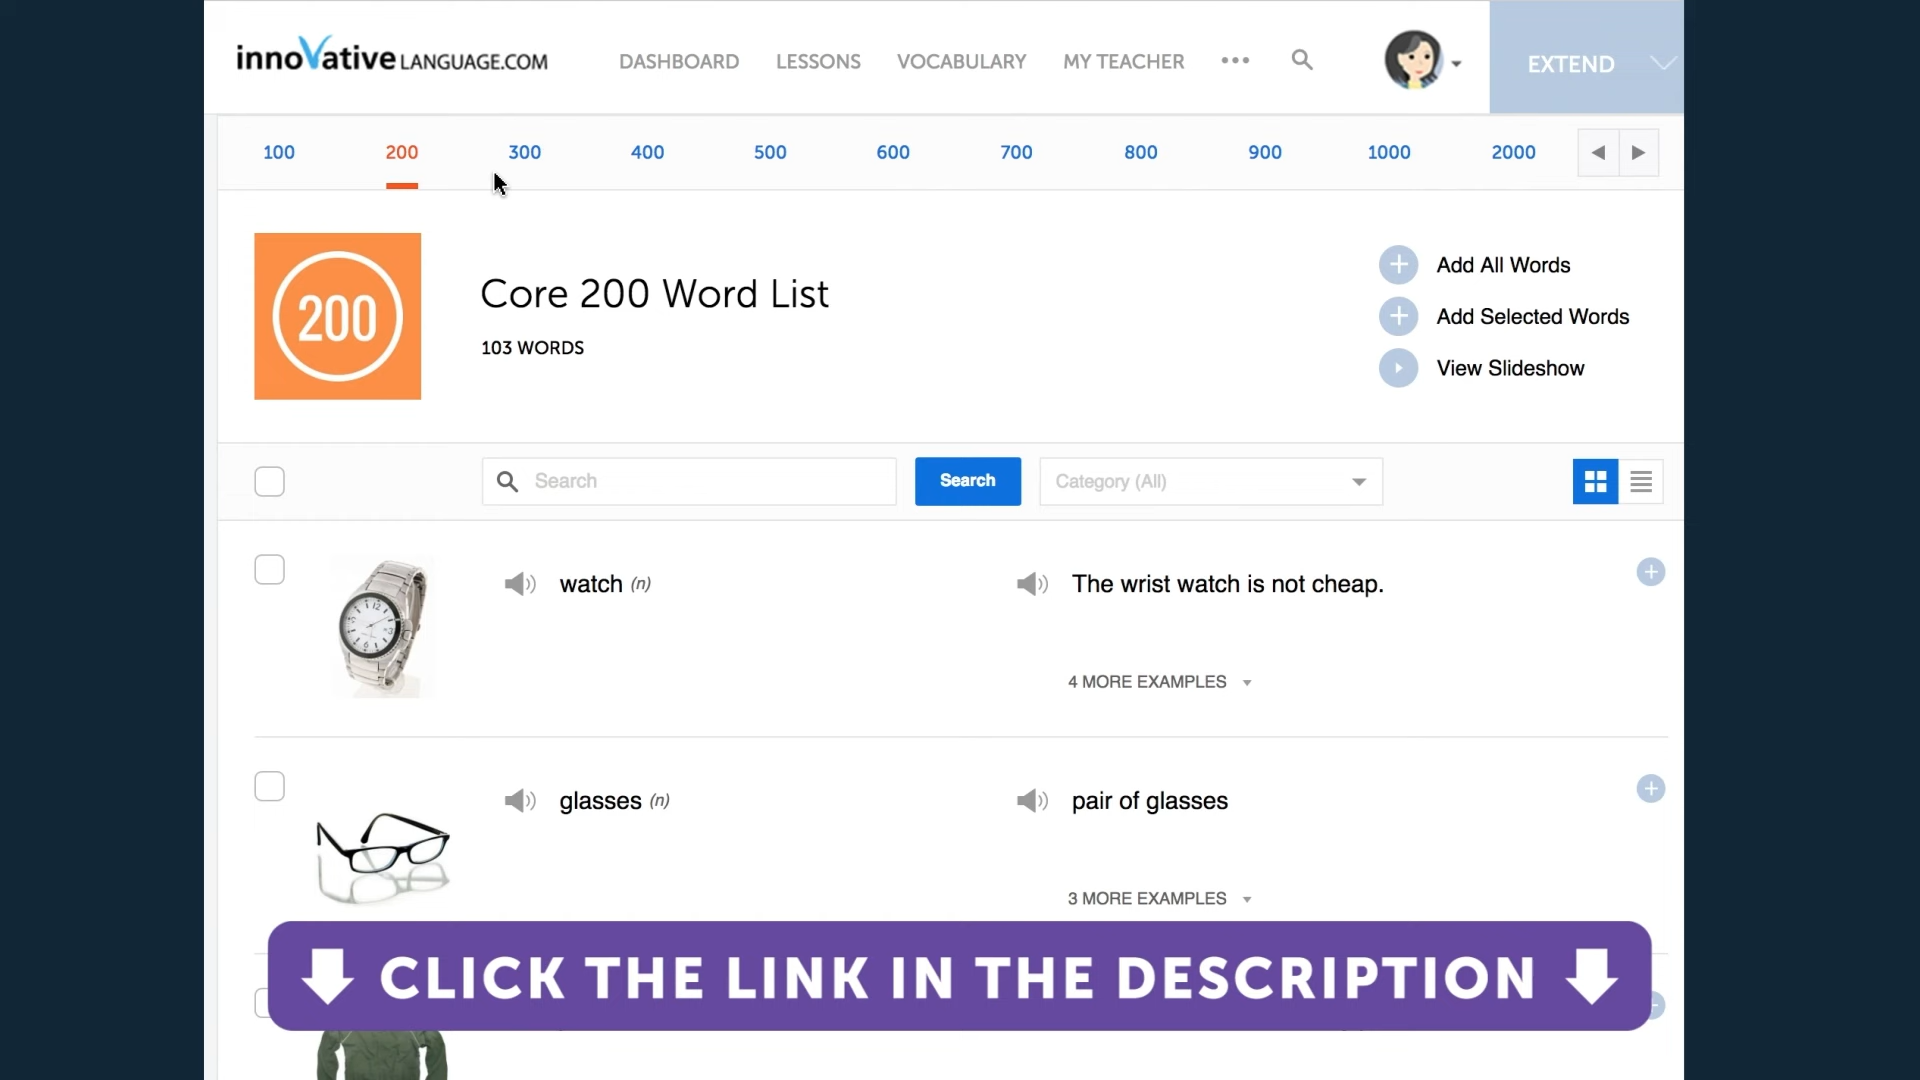 innovative LANGUAGE.COM
DASHBOARD LESSONS VOCABULARY MY TEACHER ••• EXTEND
100 200 300 400 500 600 700 800 900 1000 2000
200
Core 200 Word List
103 WORDS
Add All Words
Add Selected Words
View Slideshow
Search Search Category (All)
watch (n) The wrist watch is not cheap.
4 MORE EXAMPLES
glasses (n) pair of glasses
3 MORE EXAMPLES
CLICK THE LINK IN THE DESCRIPTION